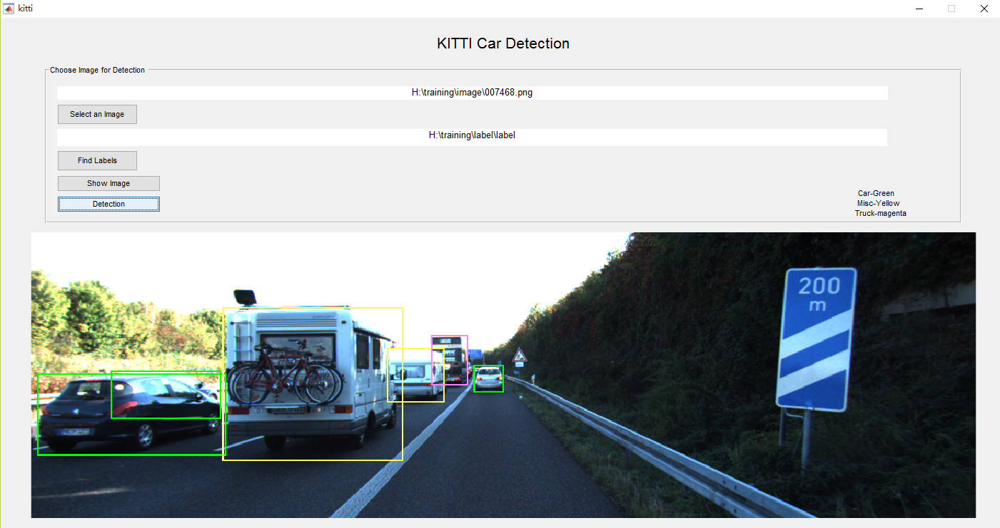 kitti
KITTI Car Detection
Choose Image for Detection
H:\training\image\007468.png
Select an Image
H:\training\label\label
Find Labels
Show Image
Detection
Car-Green
Misc-Yellow
Truck-magenta
200
m